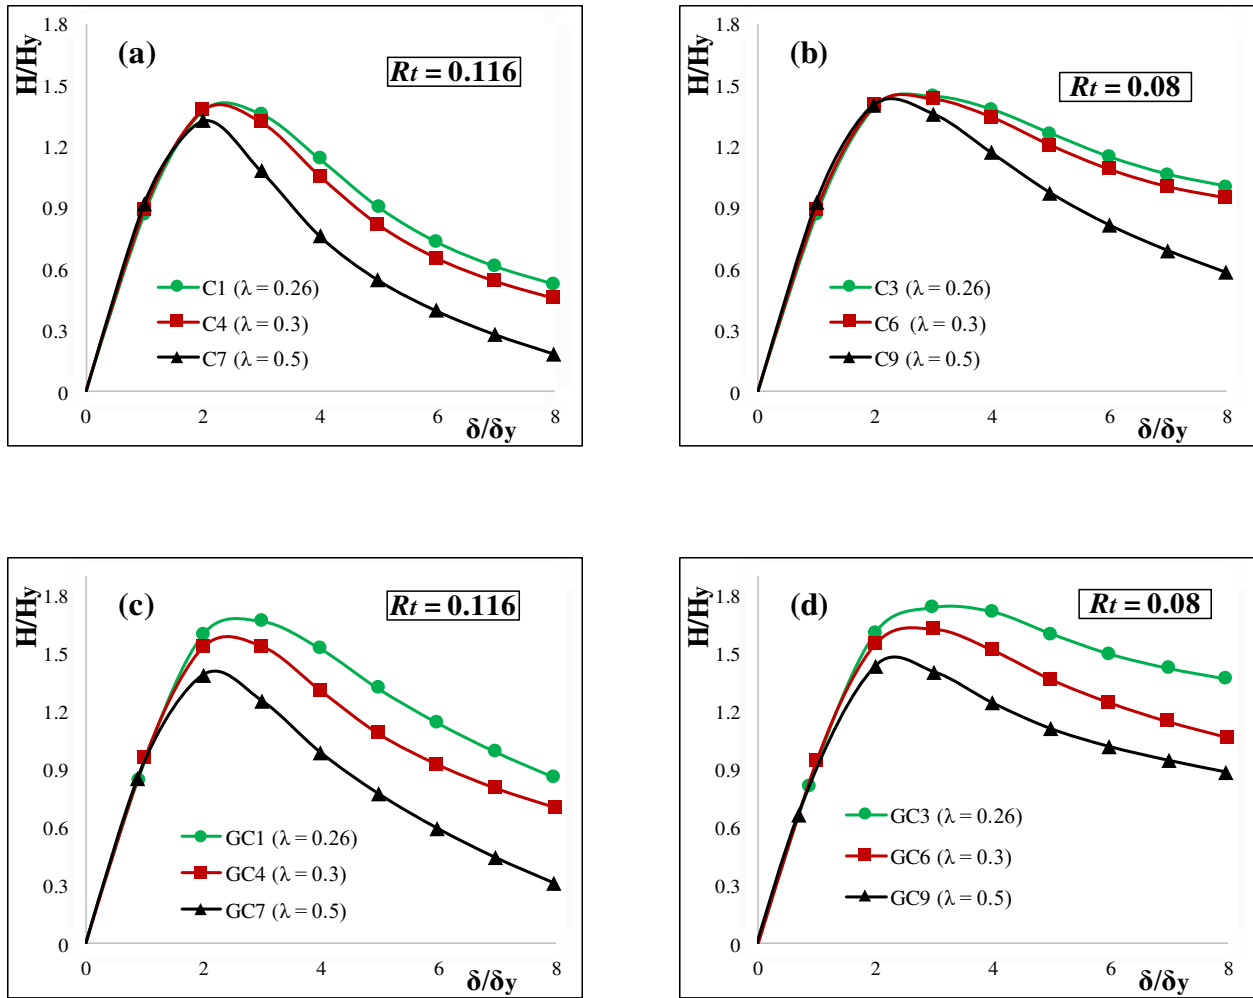 H/Hy
(a)
Rt = 0.116
1.8
1.5
1.2
0.9
0.6
0.3
0
C1 (λ = 0.26)
C4 (λ = 0.3)
C7 (λ = 0.5)
0 2 4 6 8
δ/δy
H/Hy
(b)
Rt = 0.08
1.8
1.5
1.2
0.9
0.6
0.3
0
C3 (λ = 0.26)
C6 (λ = 0.3)
C9 (λ = 0.5)
0 2 4 6 8
δ/δy
H/Hy
(c)
Rt = 0.116
1.8
1.5
1.2
0.9
0.6
0.3
0
GC1 (λ = 0.26)
GC4 (λ = 0.3)
GC7 (λ = 0.5)
0 2 4 6 8
δ/δy
H/Hy
(d)
Rt = 0.08
1.8
1.5
1.2
0.9
0.6
0.3
0
GC3 (λ = 0.26)
GC6 (λ = 0.3)
GC9 (λ = 0.5)
0 2 4 6 8
δ/δy